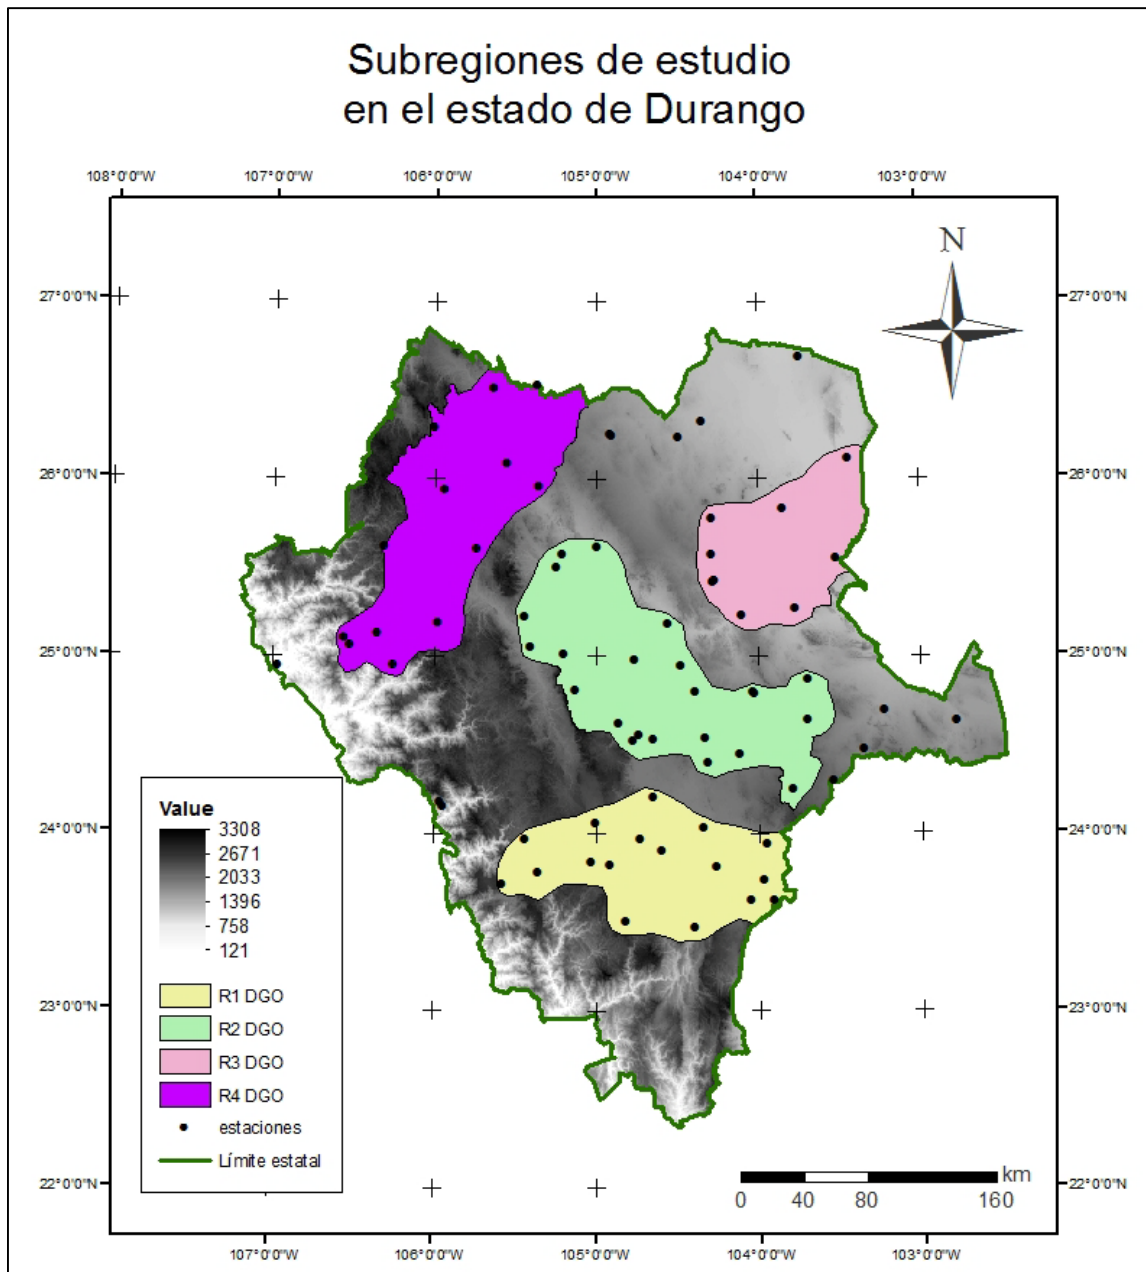 Subregiones de estudio
en el estado de Durango
108°0'0"W 107°0'0"W 106°0'0"W 105°0'0"W 104°0'0"W 103°0'0"W
N
27°0'0"N 27°0'0"N
26°0'0"N 26°0'0"N
25°0'0"N 25°0'0"N
24°0'0"N 24°0'0"N
23°0'0"N 23°0'0"N
22°0'0"N 22°0'0"N
Value
3308
2671
2033
1396
758
121
R1 DGO
R2 DGO
R3 DGO
R4 DGO
estaciones
Límite estatal
km
0 40 80 160
107°0'0"W 106°0'0"W 105°0'0"W 104°0'0"W 103°0'0"W